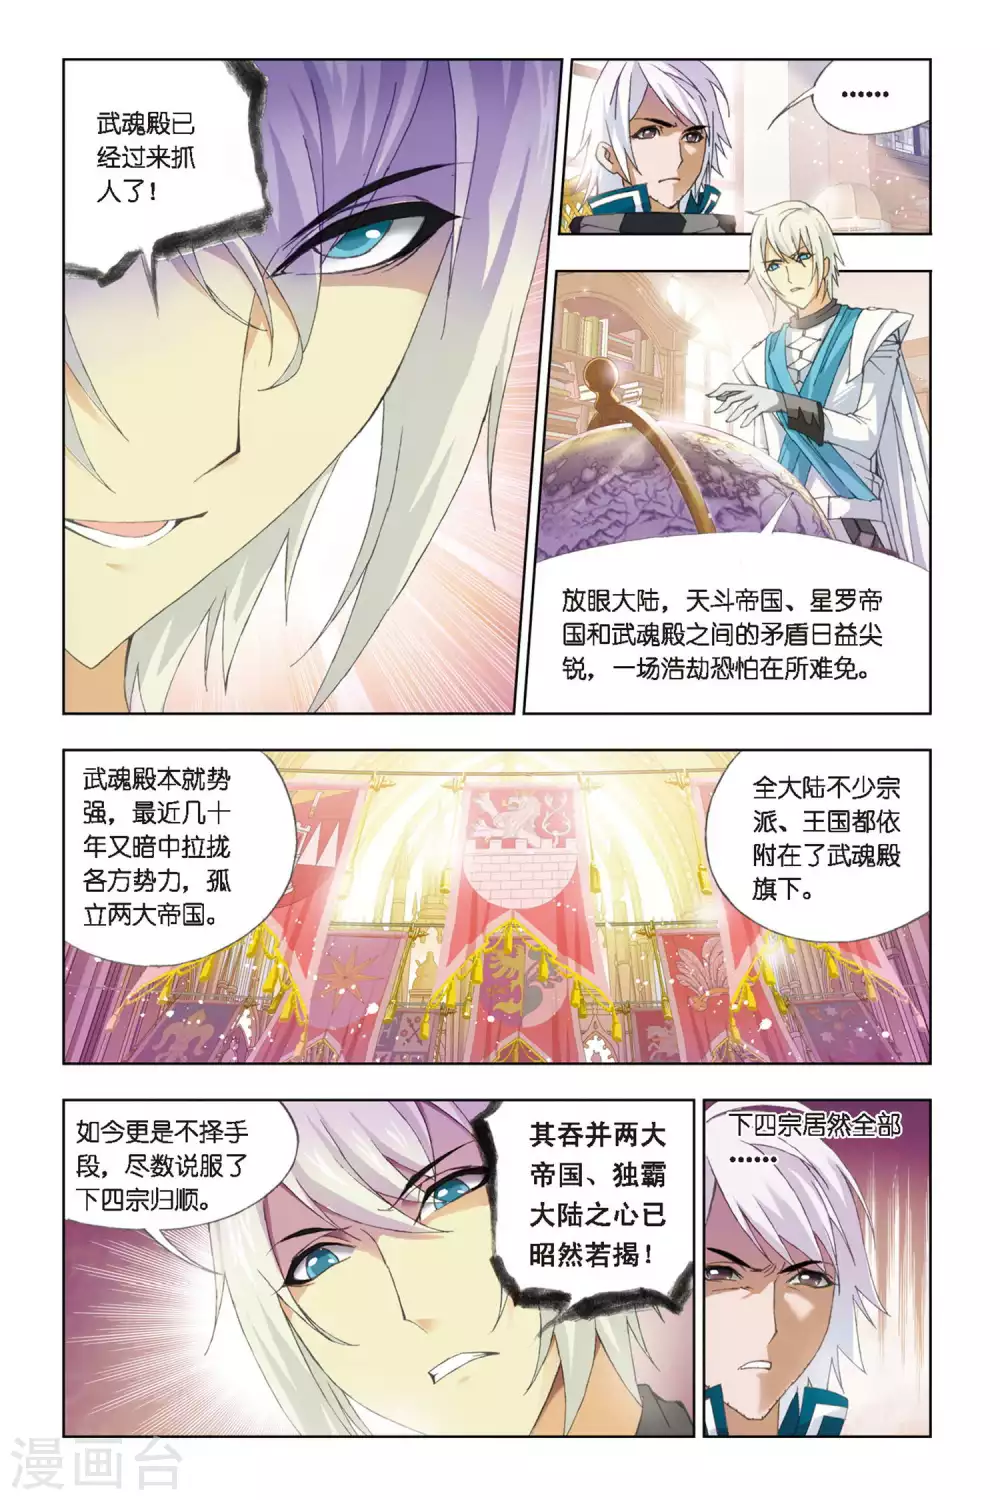 武魂殿已
经过来抓
人了！
……
放眼大陆，天斗帝国、星罗帝
国和武魂殿之间的矛盾日益尖
锐，一场浩劫恐怕在所难免。
武魂殿本就势
强，最近几十
年又暗中拉拢
各方势力，孤
立两大帝国。
全大陆不少宗
派、王国都依
附在了武魂殿
旗下。
如今更是不择手
段，尽数说服了
下四宗归顺。
其吞并两大
帝国、独霸
大陆之心已
昭然若揭！
下四宗居然全部
……
漫画台